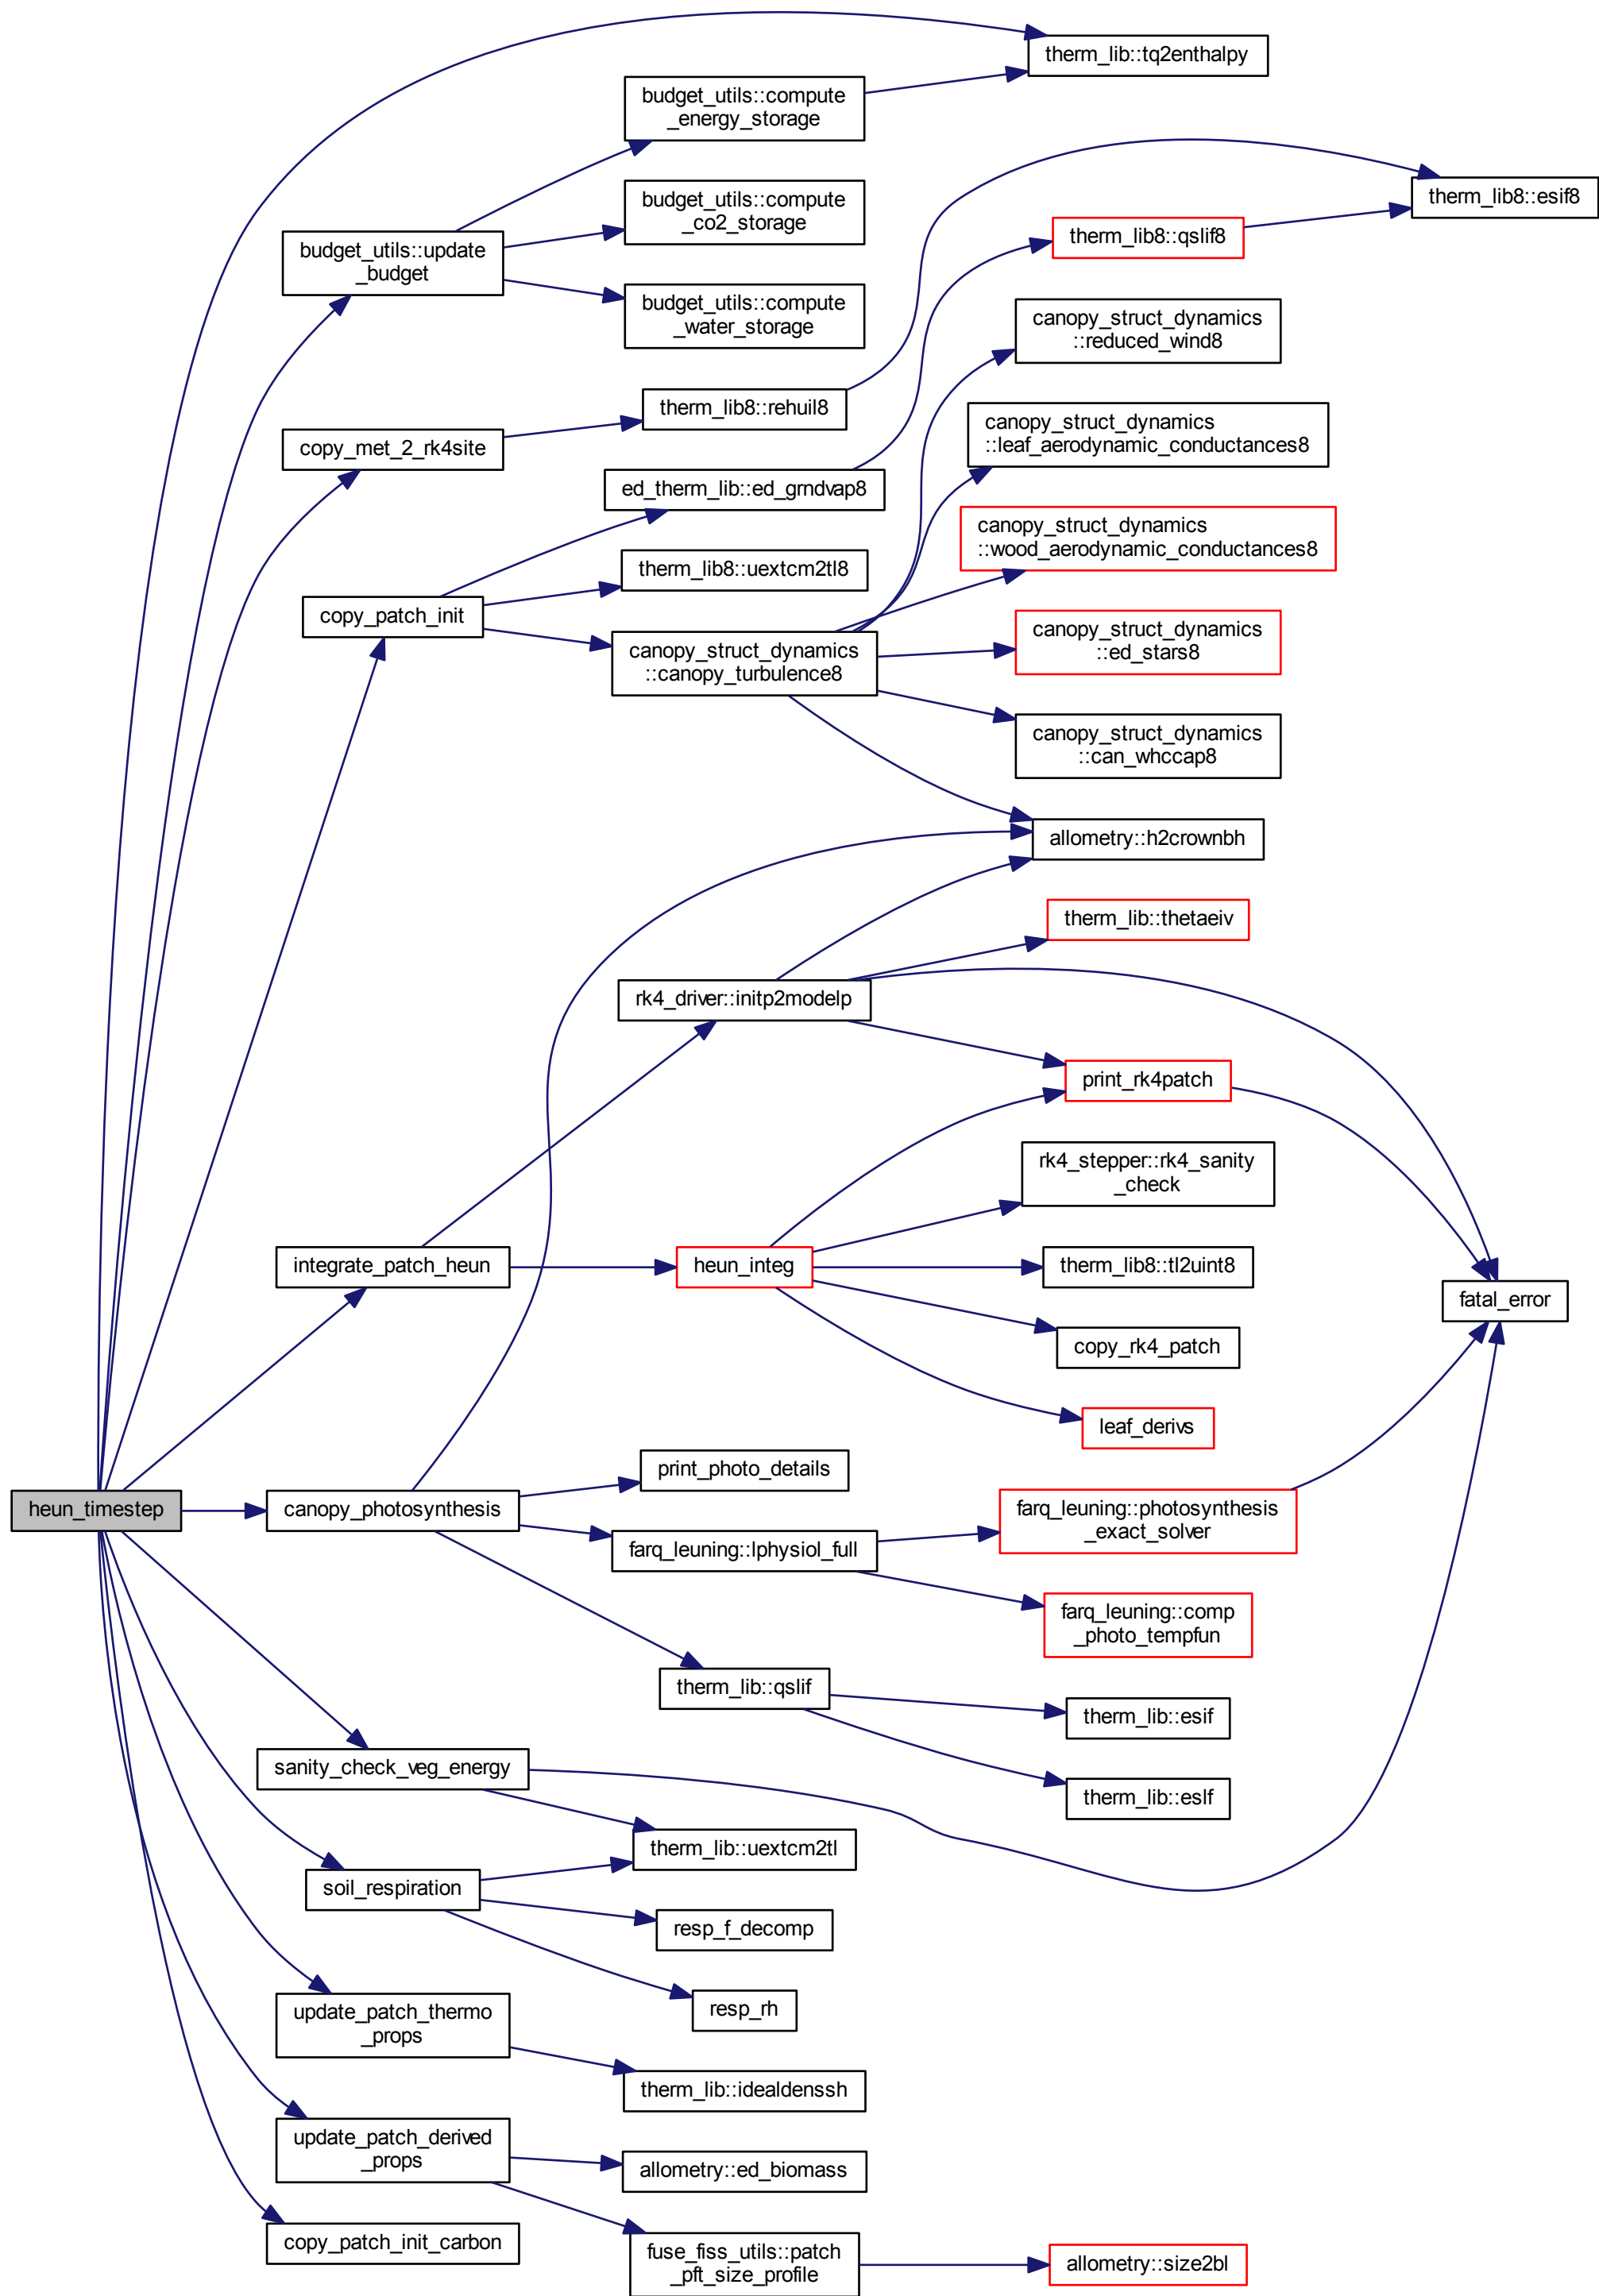 therm_lib::tq2enthalpy
budget_utils::compute
_energy_storage
budget_utils::compute
_co2_storage
therm_lib8::esif8
budget_utils::update
_budget
therm_lib8::qslif8
budget_utils::compute
_water_storage
canopy_struct_dynamics
::reduced_wind8
therm_lib8::rehuil8
copy_met_2_rk4site
canopy_struct_dynamics
::leaf_aerodynamic_conductances8
ed_therm_lib::ed_grndvap8
canopy_struct_dynamics
::wood_aerodynamic_conductances8
therm_lib8::uextcm2tl8
copy_patch_init
canopy_struct_dynamics
::canopy_turbulence8
canopy_struct_dynamics
::ed_stars8
canopy_struct_dynamics
::can_whccap8
allometry::h2crownbh
therm_lib::thetaeiv
rk4_driver::initp2modelp
print_rk4patch
rk4_stepper::rk4_sanity
_check
integrate_patch_heun
heun_integ
therm_lib8::tl2uint8
fatal_error
copy_rk4_patch
leaf_derivs
print_photo_details
heun_timestep
canopy_photosynthesis
farq_leuning::photosynthesis
_exact_solver
farq_leuning::lphysiol_full
farq_leuning::comp
_photo_tempfun
therm_lib::qslif
therm_lib::esif
sanity_check_veg_energy
therm_lib::eslf
therm_lib::uextcm2tl
soil_respiration
resp_f_decomp
resp_rh
update_patch_thermo
_props
therm_lib::idealdenssh
update_patch_derived
_props
allometry::ed_biomass
copy_patch_init_carbon
fuse_fiss_utils::patch
_pft_size_profile
allometry::size2bl